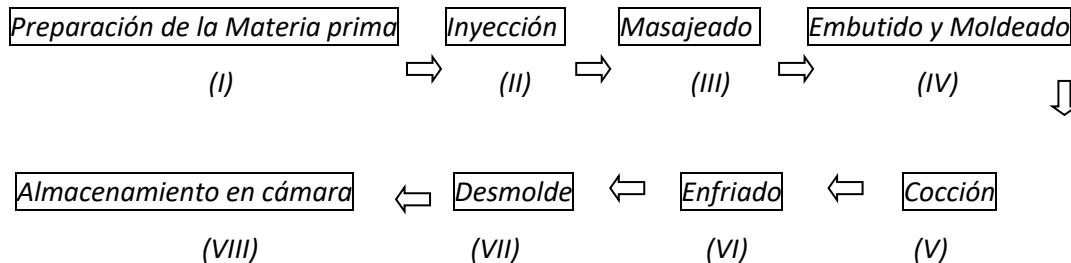 Preparación de la Materia prima Inyección Masajeado Embutido y Moldeado
(I) (II) (III) (IV)
Almacenamiento en cámara Desmolde Enfriado Cocción
(VIII) (VII) (VI) (V)